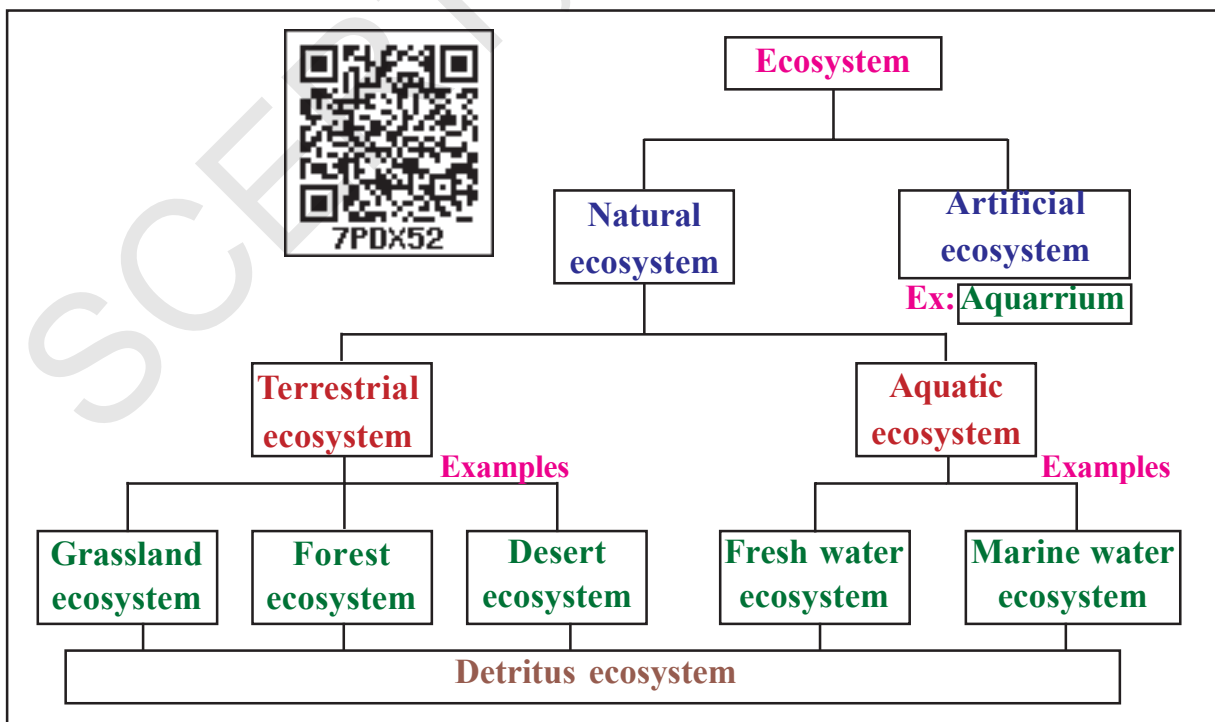 SCERT
7PDX52
Ecosystem
Natural
ecosystem
Artificial
ecosystem
Ex: Aquarrium
Terrestrial
ecosystem
Aquatic
ecosystem
Examples
Examples
Grassland
ecosystem
Forest
ecosystem
Desert
ecosystem
Fresh water
ecosystem
Marine water
ecosystem
Detritus ecosystem